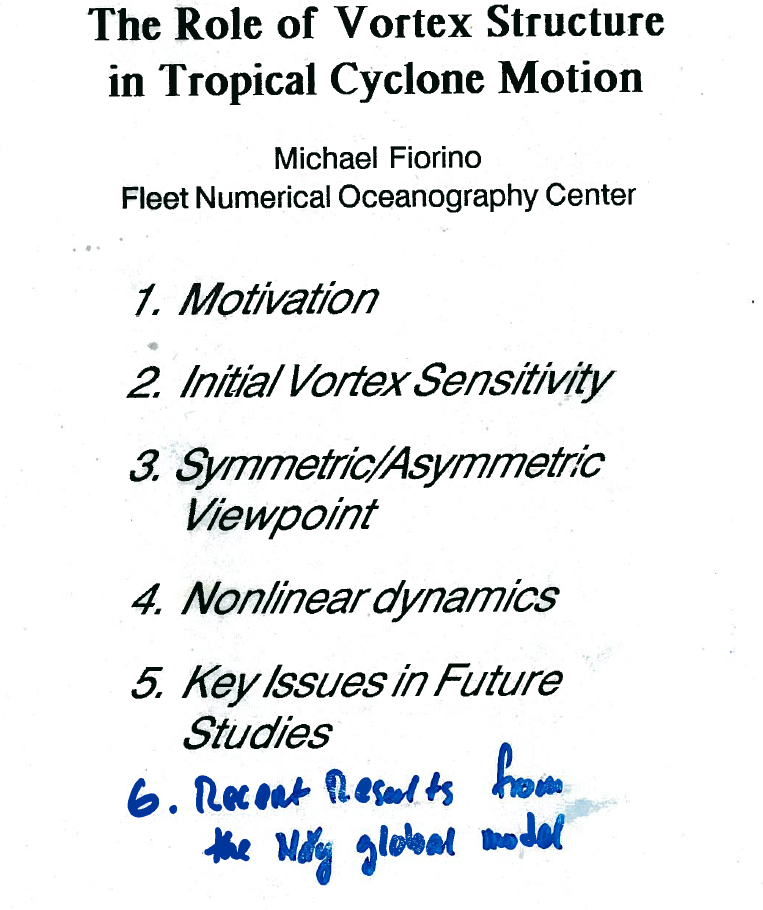 The Role of Vortex Structure
in Tropical Cyclone Motion
Michael Fiorino
Fleet Numerical Oceanography Center
1. Motivation
2. Initial Vortex Sensitivity
3. Symmetric/Asymmetric
Viewpoint
4. Nonlinear dynamics
5. Key Issues in Future
Studies
6. Recent Results from
the Navy global model